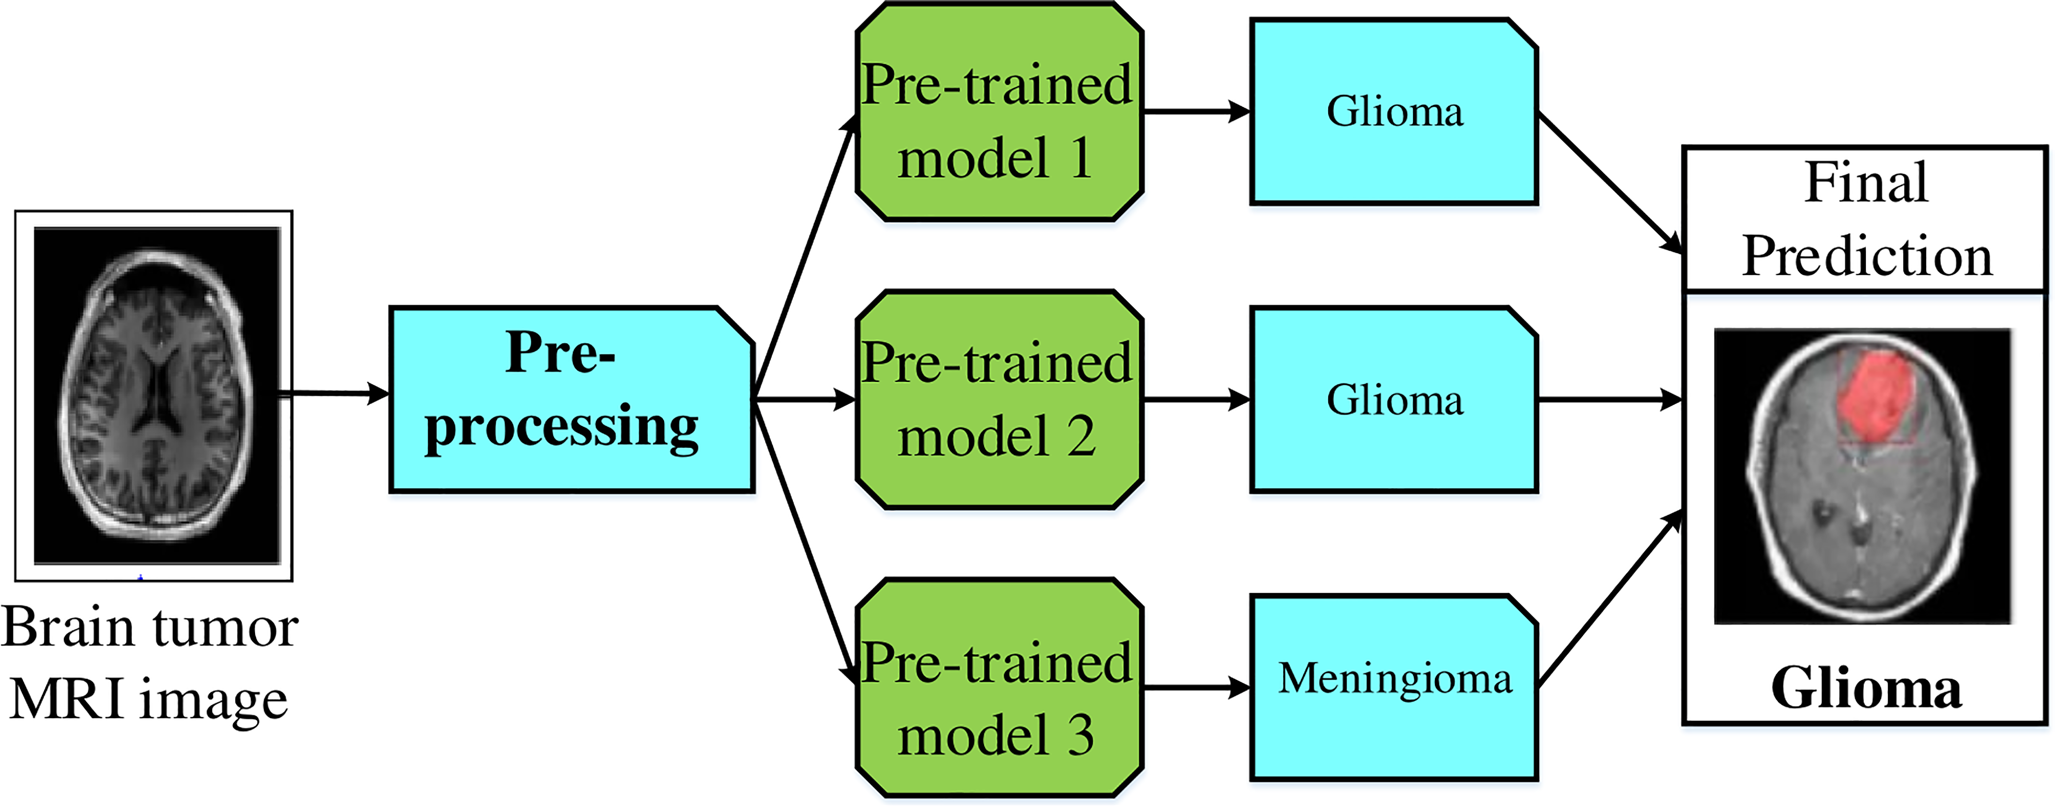 Brain tumor
MRI image
Pre-
processing
Pre-trained
model 1
Pre-trained
model 2
Pre-trained
model 3
Glioma
Glioma
Meningioma
Final
Prediction
Glioma